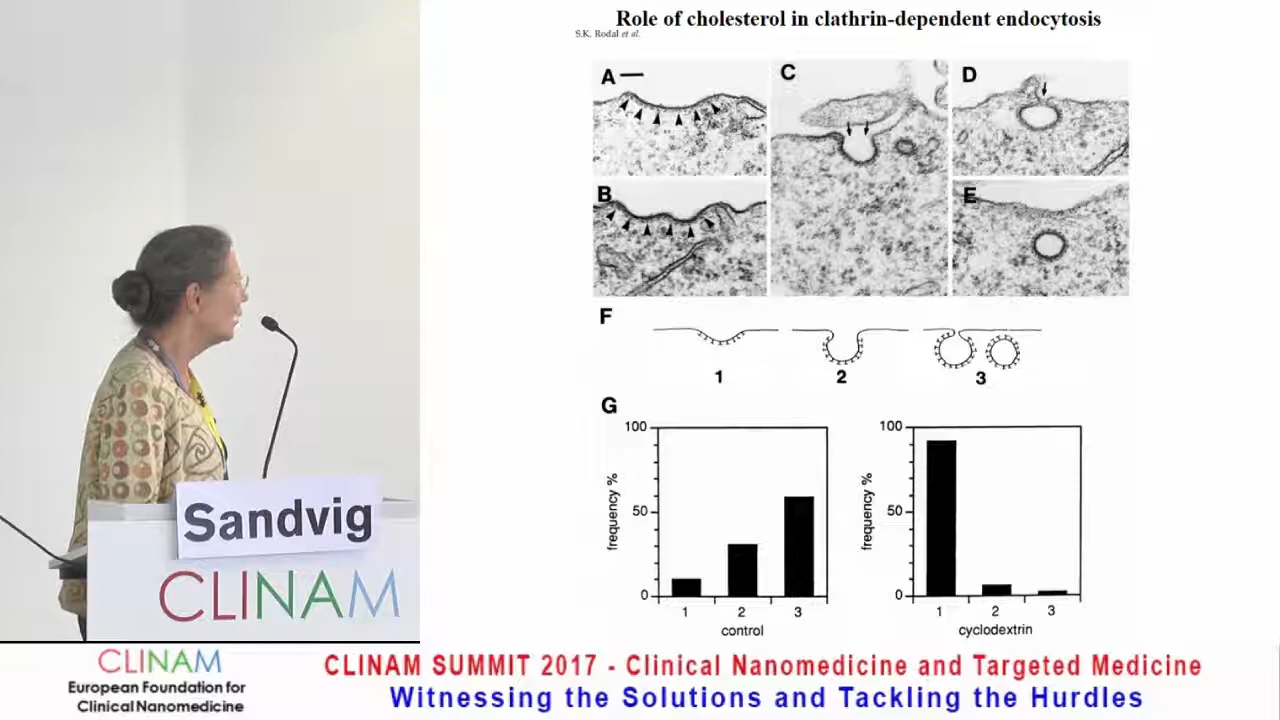 Role of cholesterol in clathrin-dependent endocytosis
S.K. Rodal et al.
A
B
C
D
E
F
1
2
3
G
100
50
0
frequency %
1
2
3
control
100
50
0
frequency %
1
2
3
cyclodextrin
Sandvig
CLINAM
CLINAM
European Foundation for
Clinical Nanomedicine
CLINAM SUMMIT 2017 - Clinical Nanomedicine and Targeted Medicine
Witnessing the Solutions and Tackling the Hurdles